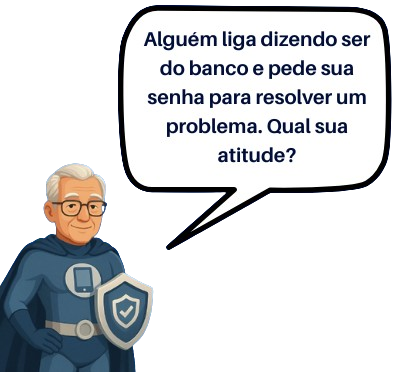 Alguém liga dizendo ser
do banco e pede sua
senha para resolver um
problema. Qual sua
atitude?